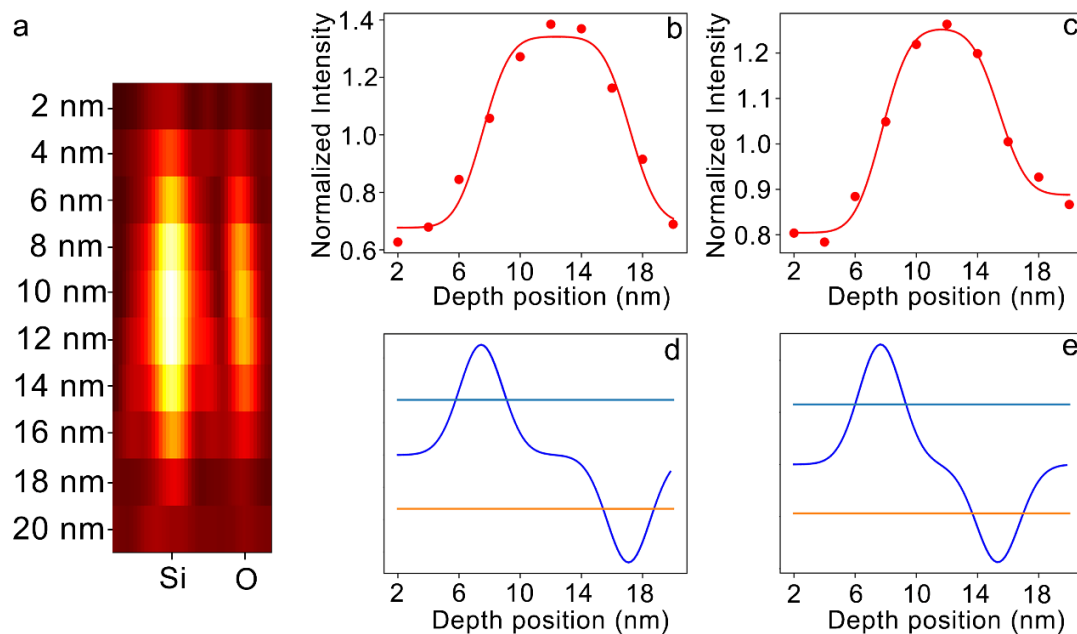 a
2 nm
4 nm
6 nm
8 nm
10 nm
12 nm
14 nm
16 nm
18 nm
20 nm
Si O
b
Normalized Intensity
1.4
1.2
1.0
0.8
0.6
2 6 10 14 18
Depth position (nm)
c
Normalized Intensity
1.2
1.1
1.0
0.9
0.8
2 6 10 14 18
Depth position (nm)
d
2 6 10 14 18
Depth position (nm)
e
2 6 10 14 18
Depth position (nm)